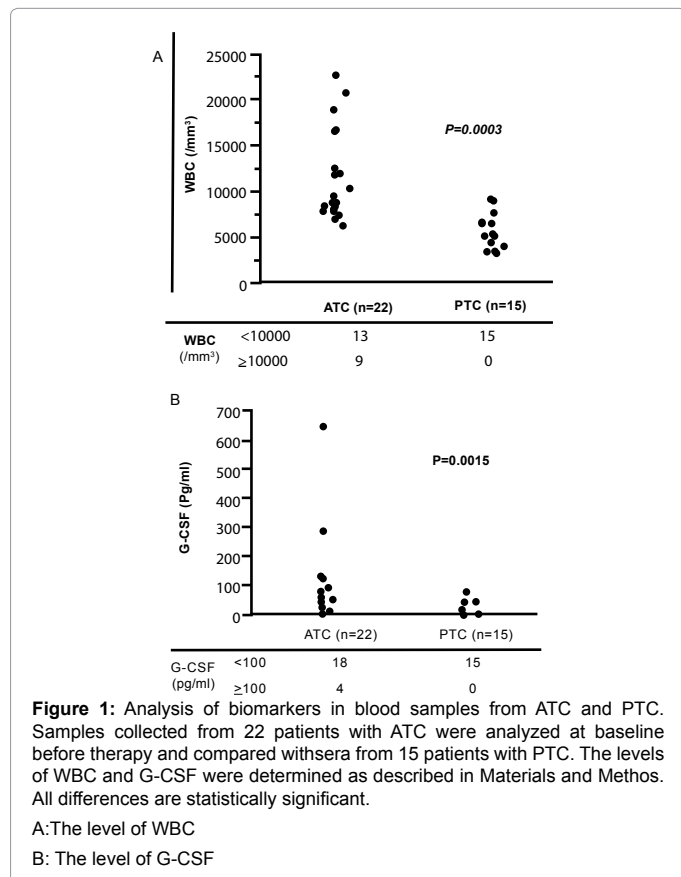 A
25000
20000
15000
10000
5000
0
WBC (/mm³)
P=0.0003
ATC (n=22) PTC (n=15)
WBC (/mm³) <10000 13 15
≥10000 9 0
B
700
600
500
400
300
200
100
0
G-CSF (Pg/ml)
P=0.0015
ATC (n=22) PTC (n=15)
G-CSF (pg/ml) <100 18 15
≥100 4 0
Figure 1: Analysis of biomarkers in blood samples from ATC and PTC.
Samples collected from 22 patients with ATC were analyzed at baseline
before therapy and compared withsera from 15 patients with PTC. The levels
of WBC and G-CSF were determined as described in Materials and Methos.
All differences are statistically significant.
A:The level of WBC
B: The level of G-CSF